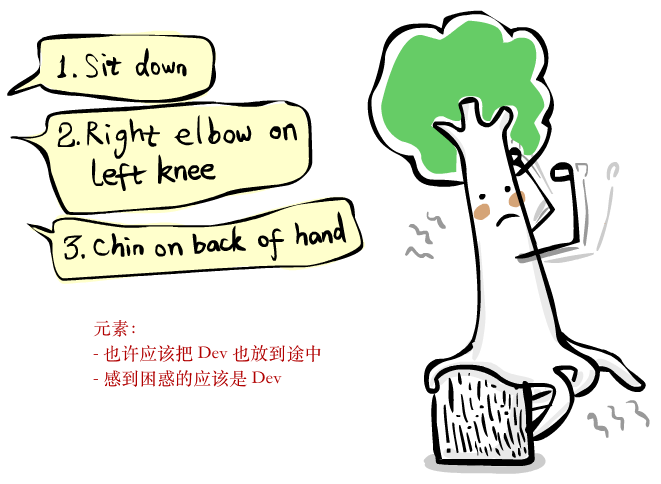 1. Sit down
2. Right elbow on
left knee
3. Chin on back of hand
元素：
- 也许应该把 Dev 也放到途中
- 感到困惑的应该是 Dev